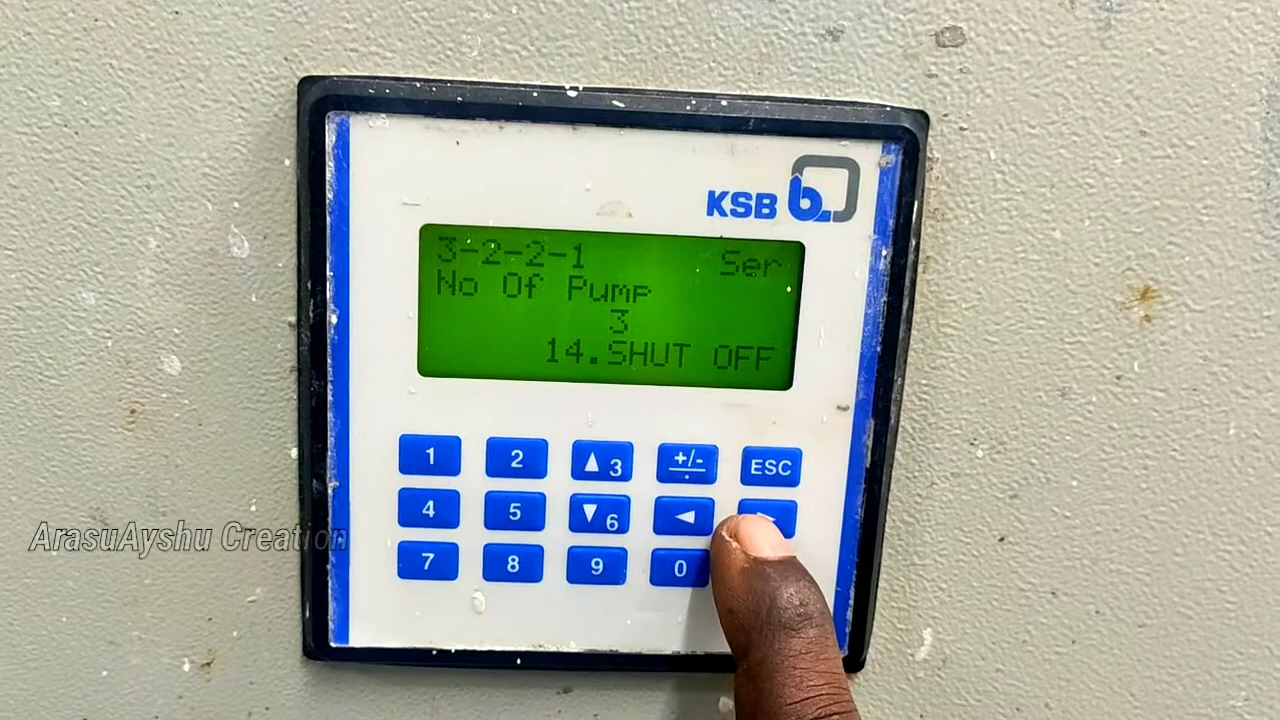 KSB b
3-2-2-1 Ser
No Of Pump
3
14.SHUT OFF
1 2 ▲ 3 +/- . ESC
4 5 ▼ 6 ◄ ►
7 8 9 0
ArasuAyshu Creation